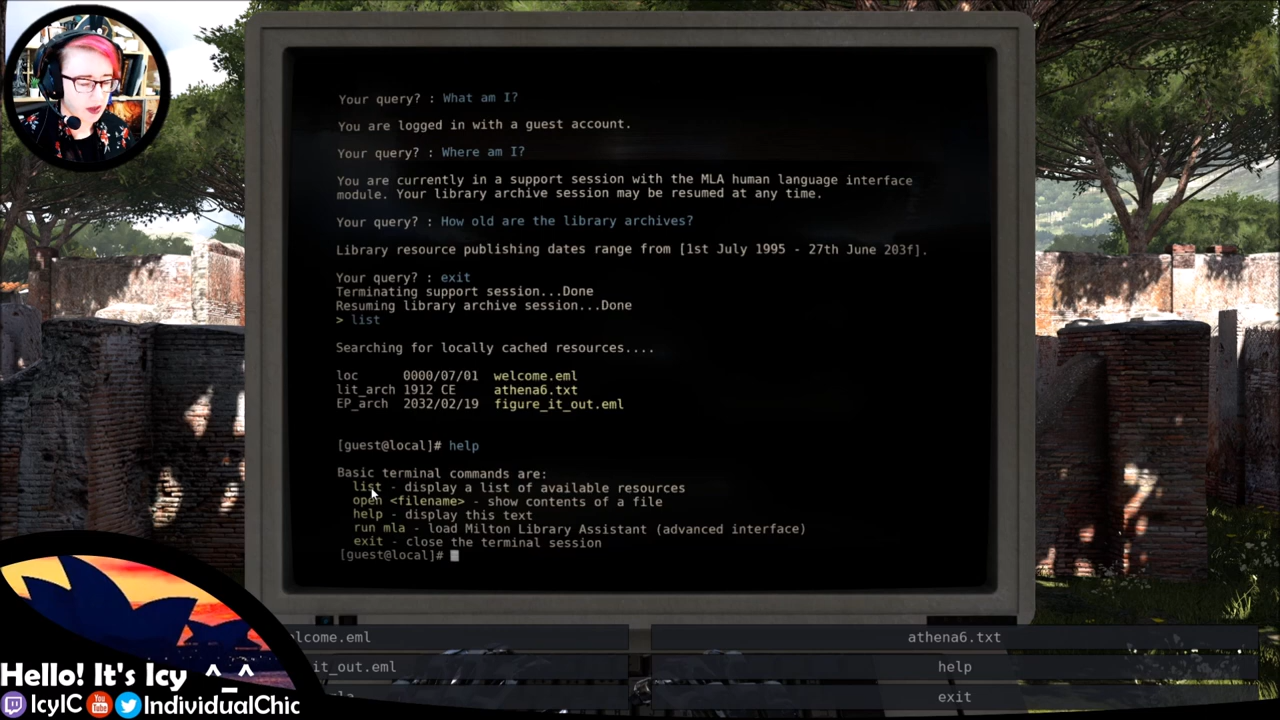 Your query? : What am I?
You are logged in with a guest account.
Your query? : Where am I?
You are currently in a support session with the MLA human language interface
module. Your library archive session may be resumed at any time.
Your query? : How old are the library archives?
Library resource publishing dates range from [1st July 1995 - 27th June 203f].
Your query? : exit
Terminating support session...Done
Resuming library archive session...Done
> list
Searching for locally cached resources....
loc 0000/07/01 welcome.eml
lit_arch 1912 CE athena6.txt
EP_arch 2032/02/19 figure_it_out.eml
[guest@local]# help
Basic terminal commands are:
list - display a list of available resources
open <filename> - show contents of a file
help - display this text
run mla - load Milton Library Assistant (advanced interface)
exit - close the terminal session
[guest@local]#
elcome.eml athena6.txt
it_out.eml help
la exit
Hello! It's Icy ^_^
IcyIC IndividualChic